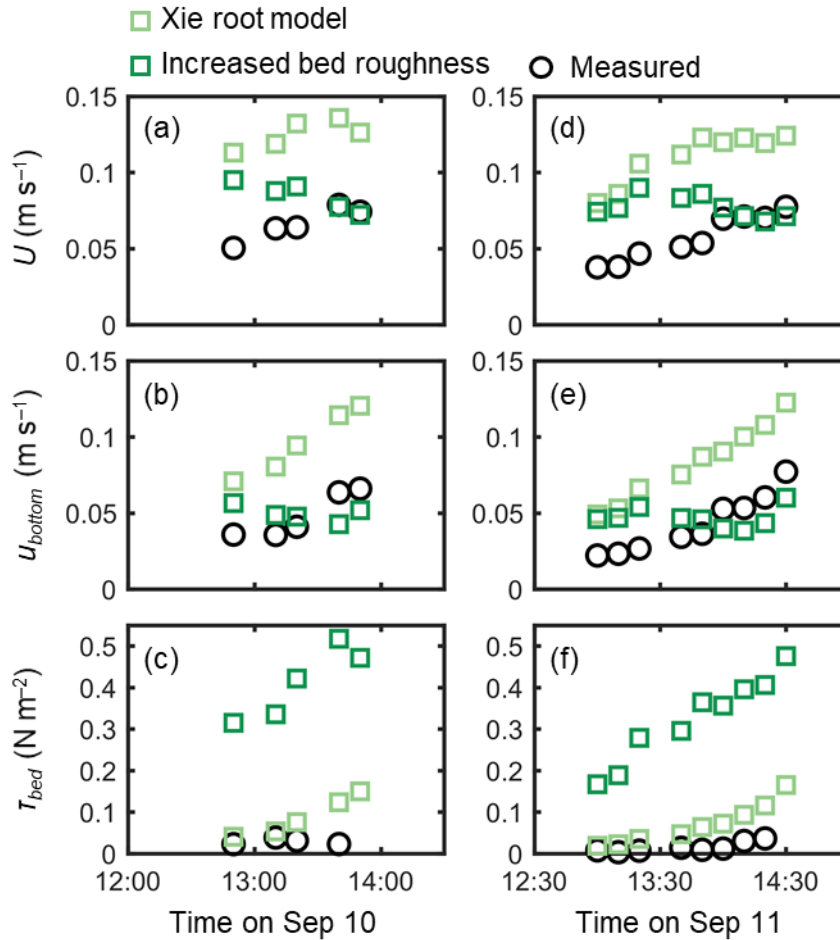 Xie root model
Increased bed roughness
Measured
(a)
(d)
0.15
0.1
0.05
0
U (m s⁻¹)
0.15
0.1
0.05
0
(b)
(e)
0.15
0.1
0.05
0
u_bottom (m s⁻¹)
0.15
0.1
0.05
0
(c)
(f)
0.5
0.4
0.3
0.2
0.1
0
τ_bed (N m⁻²)
0.5
0.4
0.3
0.2
0.1
0
12:00 13:00 14:00
12:30 13:30 14:30
Time on Sep 10
Time on Sep 11